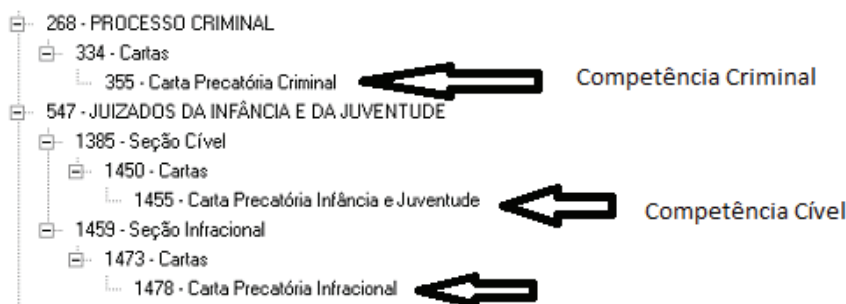 268 - PROCESSO CRIMINAL
334 - Cartas
355 - Carta Precatória Criminal
Competência Criminal
547 - JUIZADOS DA INFÂNCIA E DA JUVENTUDE
1385 - Seção Cível
1450 - Cartas
1455 - Carta Precatória Infância e Juventude
Competência Cível
1459 - Seção Infracional
1473 - Cartas
1478 - Carta Precatória Infracional